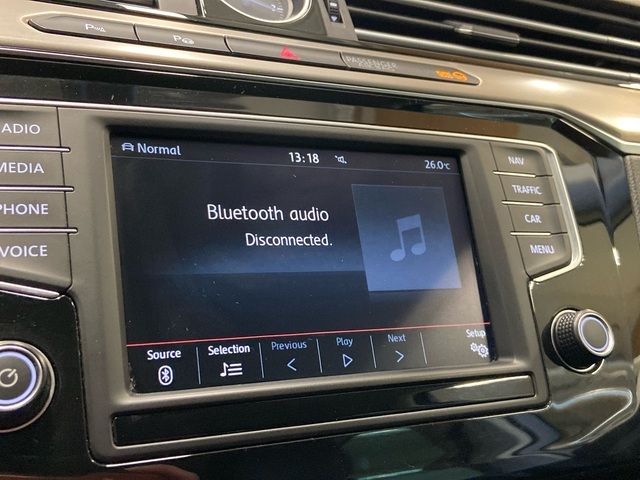 PASSENGER
Normal
13:18
26.0°C
RADIO
MEDIA
PHONE
VOICE
NAV
TRAFFIC
CAR
MENU
Bluetooth audio
Disconnected.
Source
Selection
Previous
Play
Next
Setup